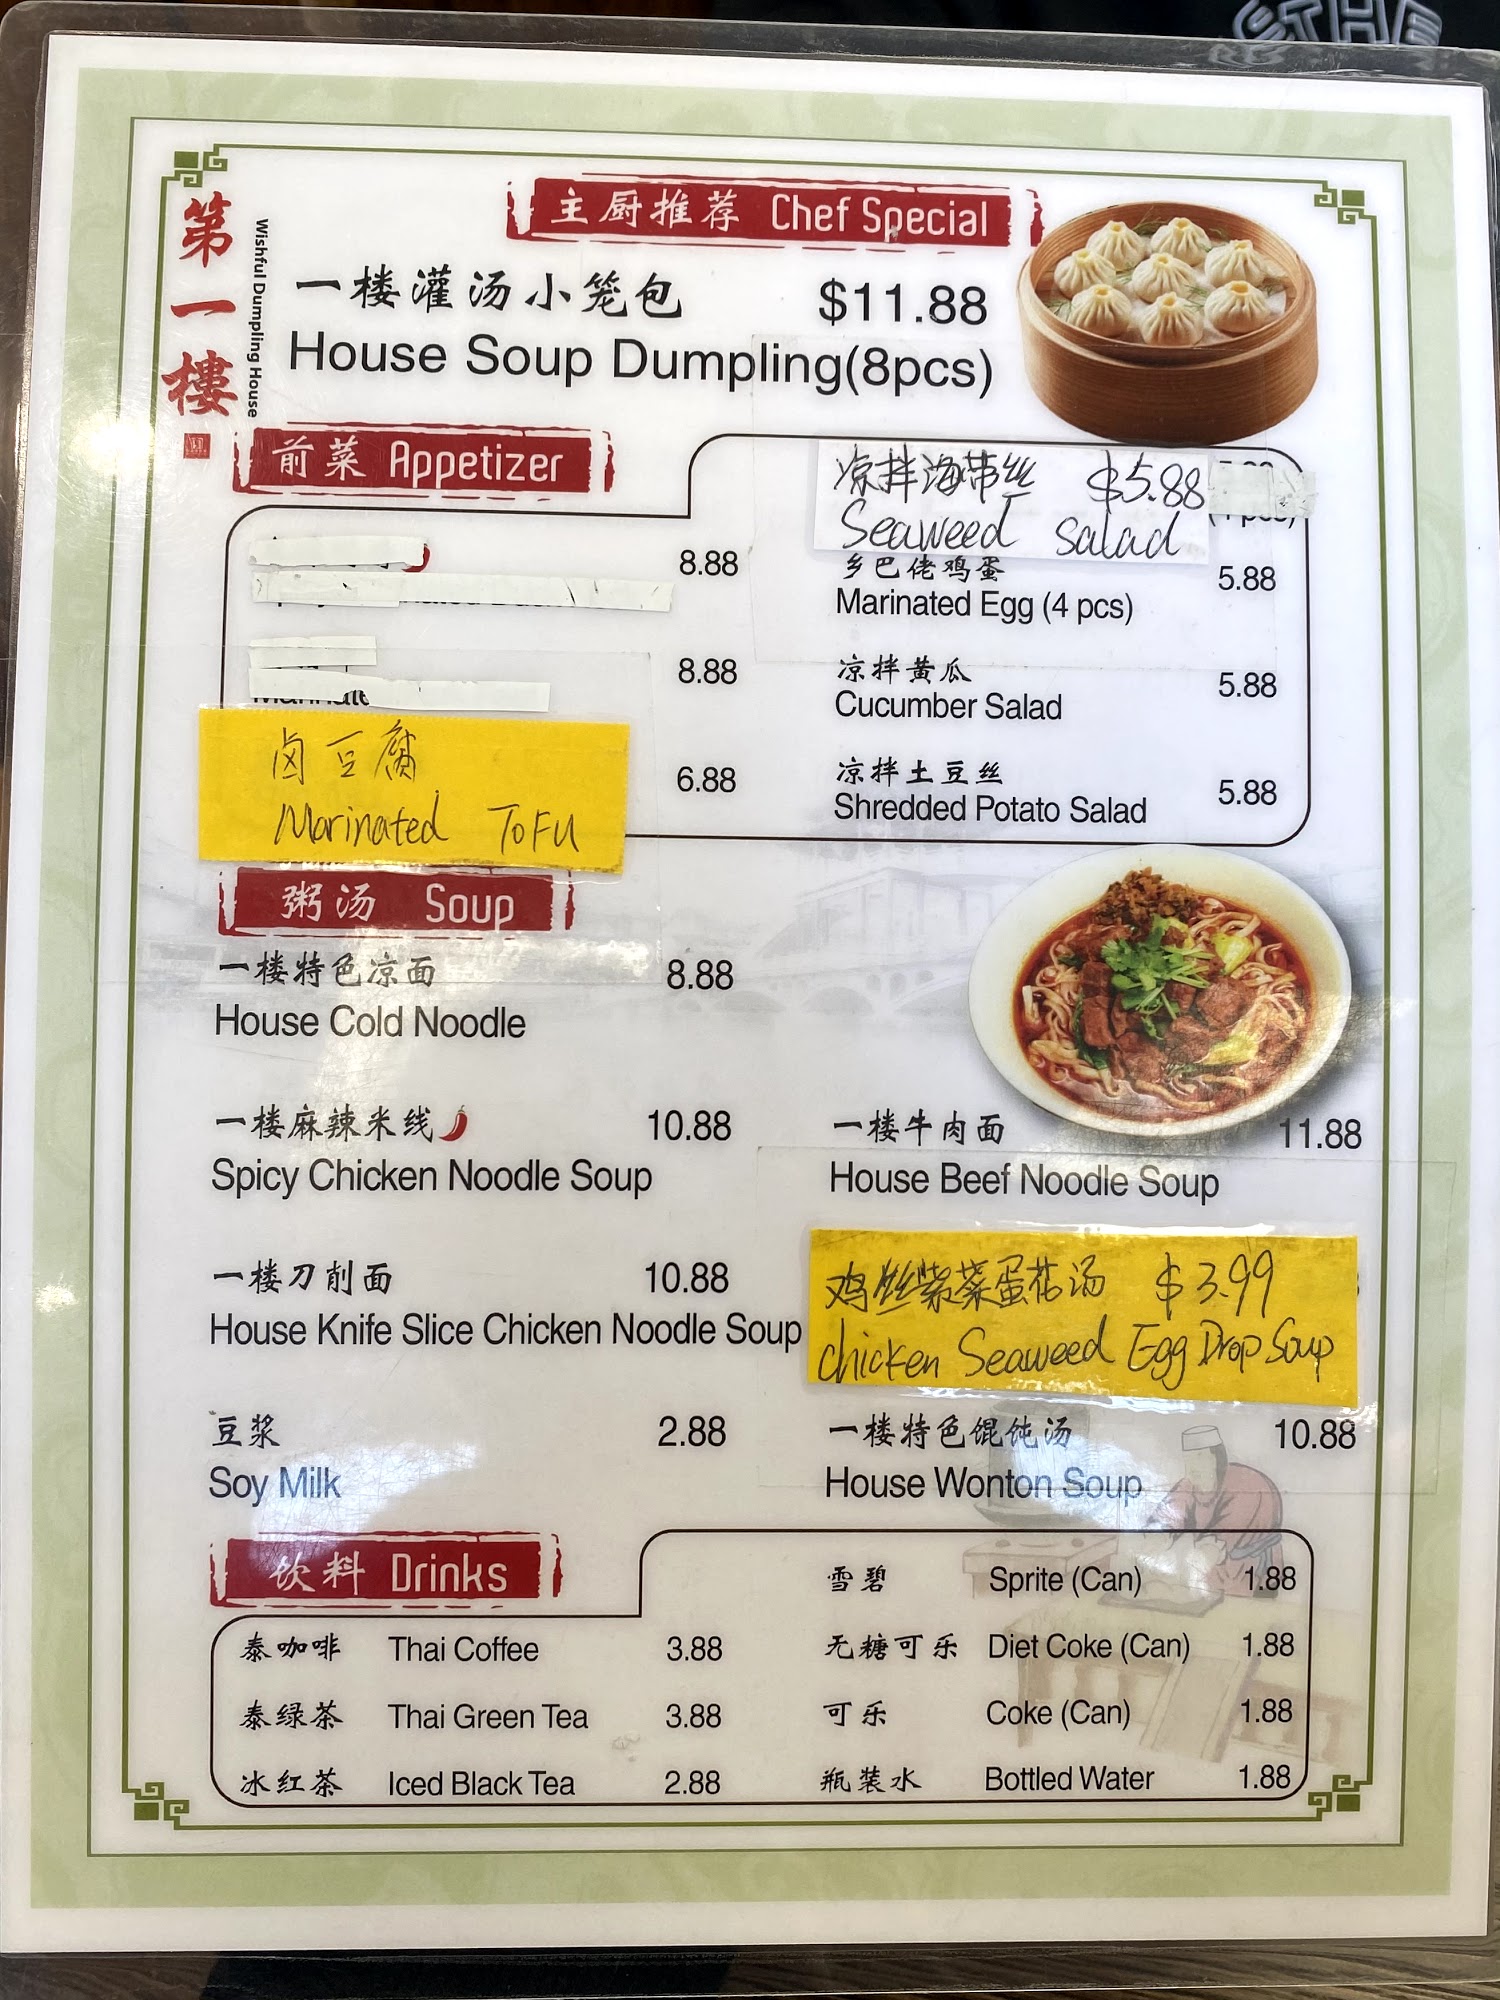 ETHE
第一樓
Wishful Dumpling House
主厨推荐 Chef Special
一楼灌汤小笼包 $11.88
House Soup Dumpling(8pcs)
前菜 Appetizer
8.88
8.88
卤豆腐
Marinated ToFu
6.88
凉拌海带丝 $5.88
Seaweed salad
乡巴佬鸡蛋 5.88
Marinated Egg (4 pcs)
凉拌黄瓜 5.88
Cucumber Salad
凉拌土豆丝 5.88
Shredded Potato Salad
粥汤 Soup
一楼特色凉面 8.88
House Cold Noodle
一楼麻辣米线 10.88
Spicy Chicken Noodle Soup
一楼刀削面 10.88
House Knife Slice Chicken Noodle Soup
豆浆 2.88
Soy Milk
一楼牛肉面 11.88
House Beef Noodle Soup
鸡丝紫菜蛋花汤 $3.99
chicken Seaweed Egg Drop Soup
一楼特色馄饨汤 10.88
House Wonton Soup
饮料 Drinks
泰咖啡 Thai Coffee 3.88
泰绿茶 Thai Green Tea 3.88
冰红茶 Iced Black Tea 2.88
雪碧 Sprite (Can) 1.88
无糖可乐 Diet Coke (Can) 1.88
可乐 Coke (Can) 1.88
瓶装水 Bottled Water 1.88